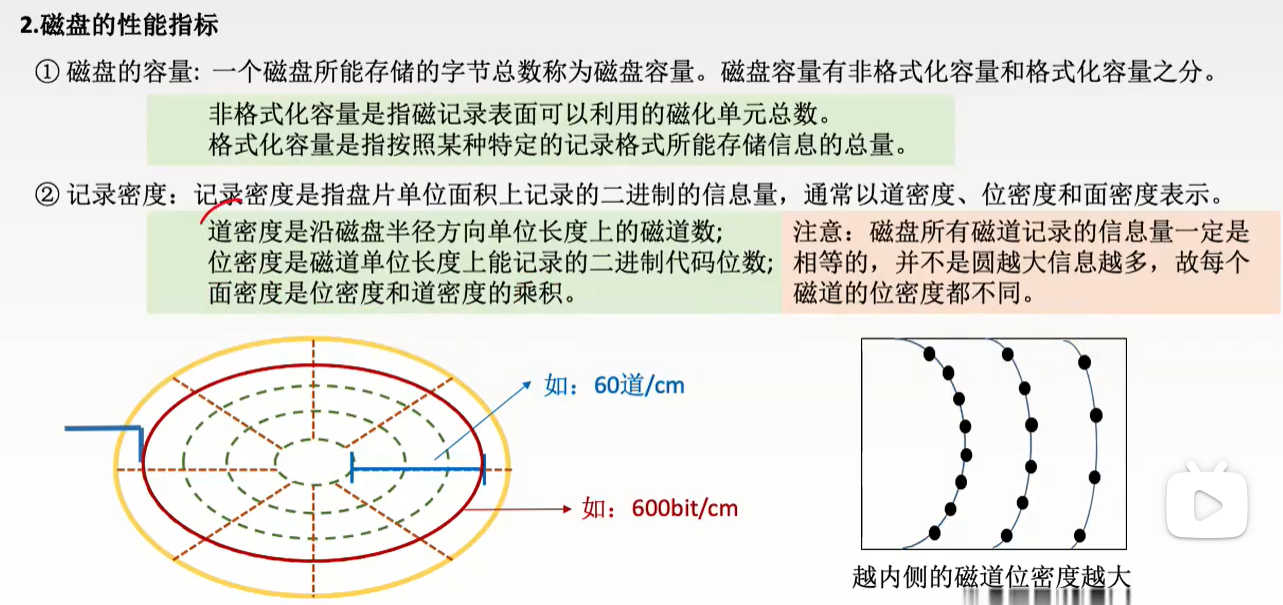 2.磁盘的性能指标
① 磁盘的容量: 一个磁盘所能存储的字节总数称为磁盘容量。磁盘容量有非格式化容量和格式化容量之分。
非格式化容量是指磁记录表面可以利用的磁化单元总数。
格式化容量是指按照某种特定的记录格式所能存储信息的总量。
② 记录密度：记录密度是指盘片单位面积上记录的二进制的信息量，通常以道密度、位密度和面密度表示。
道密度是沿磁盘半径方向单位长度上的磁道数;
位密度是磁道单位长度上能记录的二进制代码位数;
面密度是位密度和道密度的乘积。
注意：磁盘所有磁道记录的信息量一定是
相等的，并不是圆越大信息越多，故每个
磁道的位密度都不同。
如：60道/cm
如：600bit/cm
越内侧的磁道位密度越大